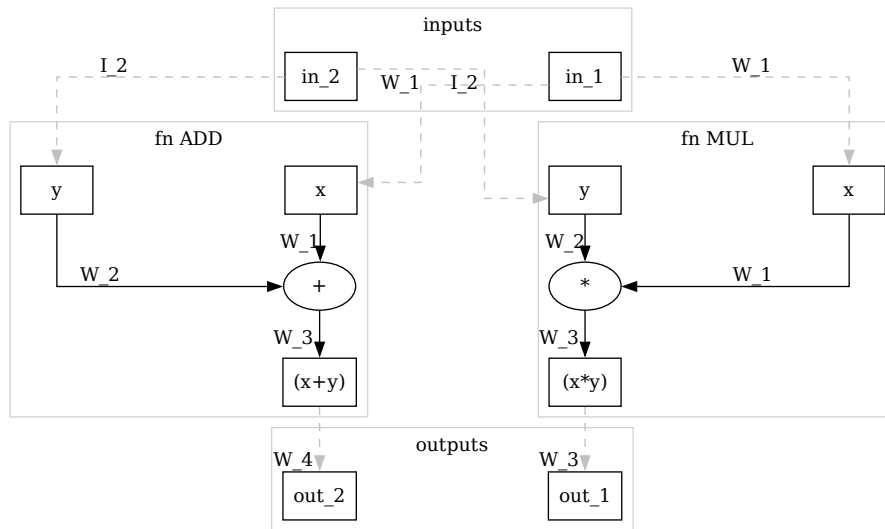 inputs
I_2
in_2
W_1
I_2
in_1
W_1
fn ADD
fn MUL
y
x
y
x
W_1
W_2
W_2
W_1
+
*
W_3
W_3
(x+y)
(x*y)
outputs
W_4
W_3
out_2
out_1